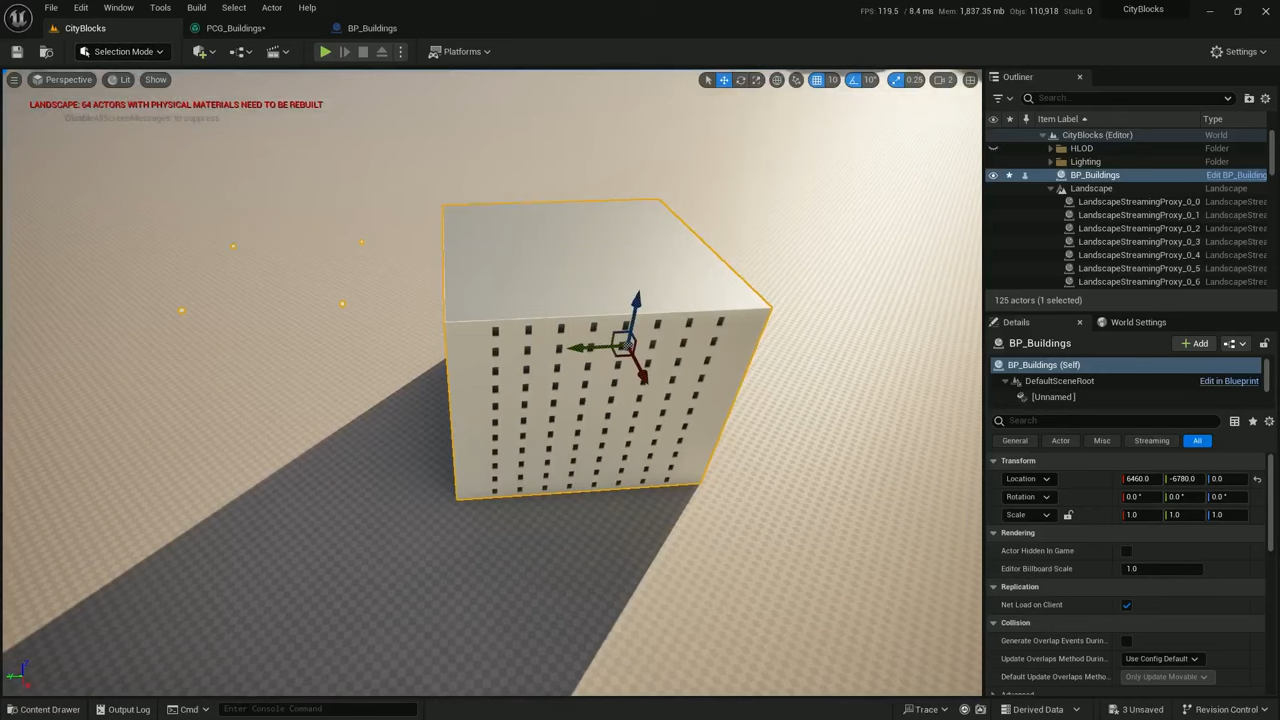 File Edit Window Tools Build Select Actor Help
FPS: 119.5 / 8.4 ms Mem: 1,837.35 mb Objs: 110,918 Stalls: 0
CityBlocks
CityBlocks
PCG_Buildings*
BP_Buildings
Selection Mode
Platforms
Settings
Perspective
Lit
Show
10
10°
0.25
2
LANDSCAPE: 64 ACTORS WITH PHYSICAL MATERIALS NEED TO BE REBUILT
'DisableAllScreenMessages' to suppress
Outliner
Search...
Item Label
Type
CityBlocks (Editor) World
HLOD Folder
Lighting Folder
BP_Buildings Edit BP_Building
Landscape Landscape
LandscapeStreamingProxy_0_0 LandscapeStrea
LandscapeStreamingProxy_0_1 LandscapeStrea
LandscapeStreamingProxy_0_2 LandscapeStrea
LandscapeStreamingProxy_0_3 LandscapeStrea
LandscapeStreamingProxy_0_4 LandscapeStrea
LandscapeStreamingProxy_0_5 LandscapeStrea
LandscapeStreamingProxy_0_6 LandscapeStrea
125 actors (1 selected)
Details
World Settings
BP_Buildings
Add
BP_Buildings (Self)
DefaultSceneRoot Edit in Blueprint
[Unnamed ]
Search
General Actor Misc Streaming All
Transform
Location 6460.0 -6780.0 0.0
Rotation 0.0 ° 0.0 ° 0.0 °
Scale 1.0 1.0 1.0
Rendering
Actor Hidden In Game
Editor Billboard Scale 1.0
Replication
Net Load on Client
Collision
Generate Overlap Events Durin
Update Overlaps Method Durin Use Config Default
Default Update Overlaps Metho Only Update Movable
Content Drawer
Output Log
Cmd
Enter Console Command
Trace
Derived Data
3 Unsaved
Revision Control